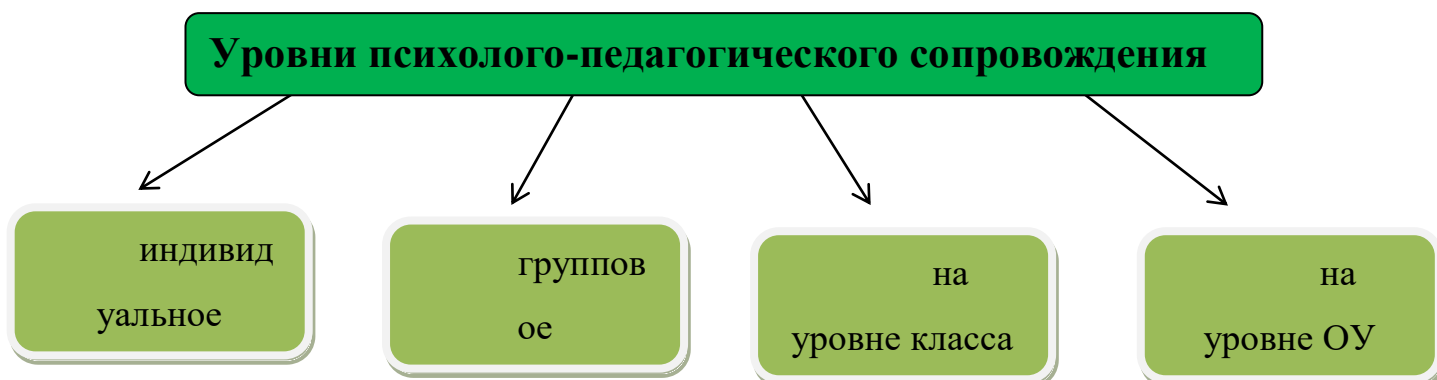 Уровни психолого-педагогического сопровождения
индивид
уальное
группов
ое
на
уровне класса
на
уровне ОУ